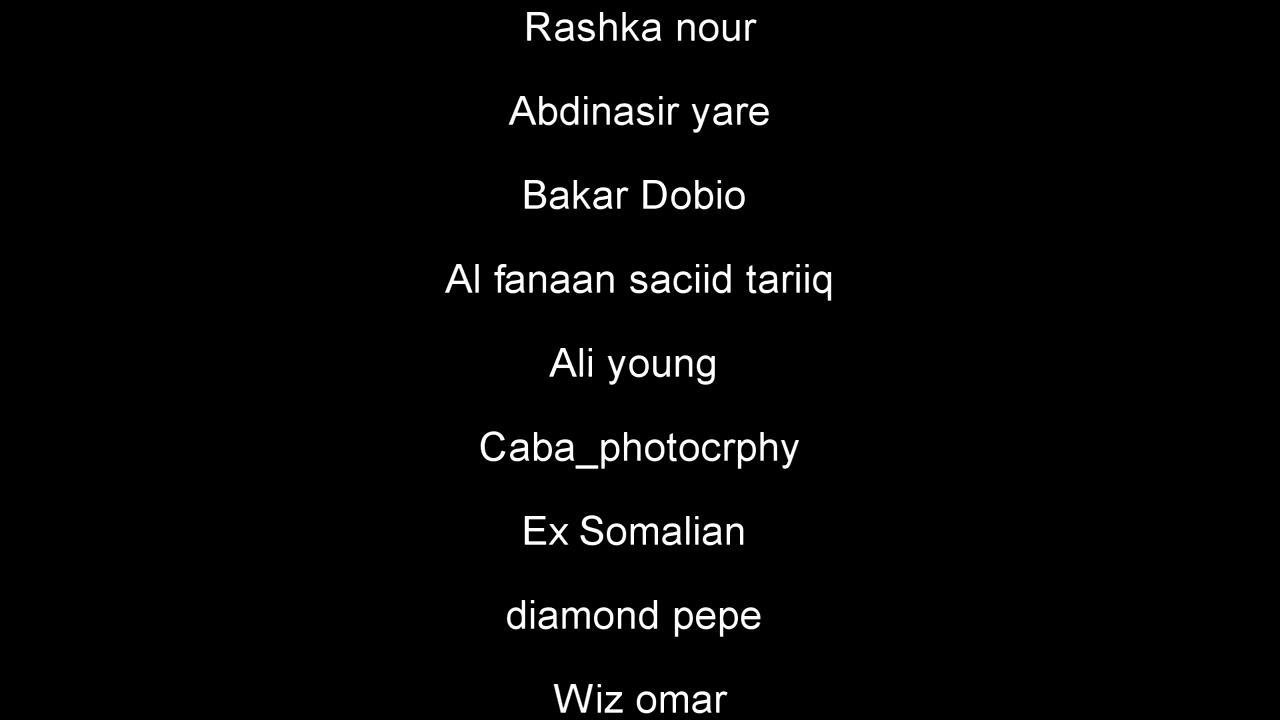 Rashka nour
Abdinasir yare
Bakar Dobio
Al fanaan saciid tariiq
Ali young
Caba_photocrphy
Ex Somalian
diamond pepe
Wiz omar